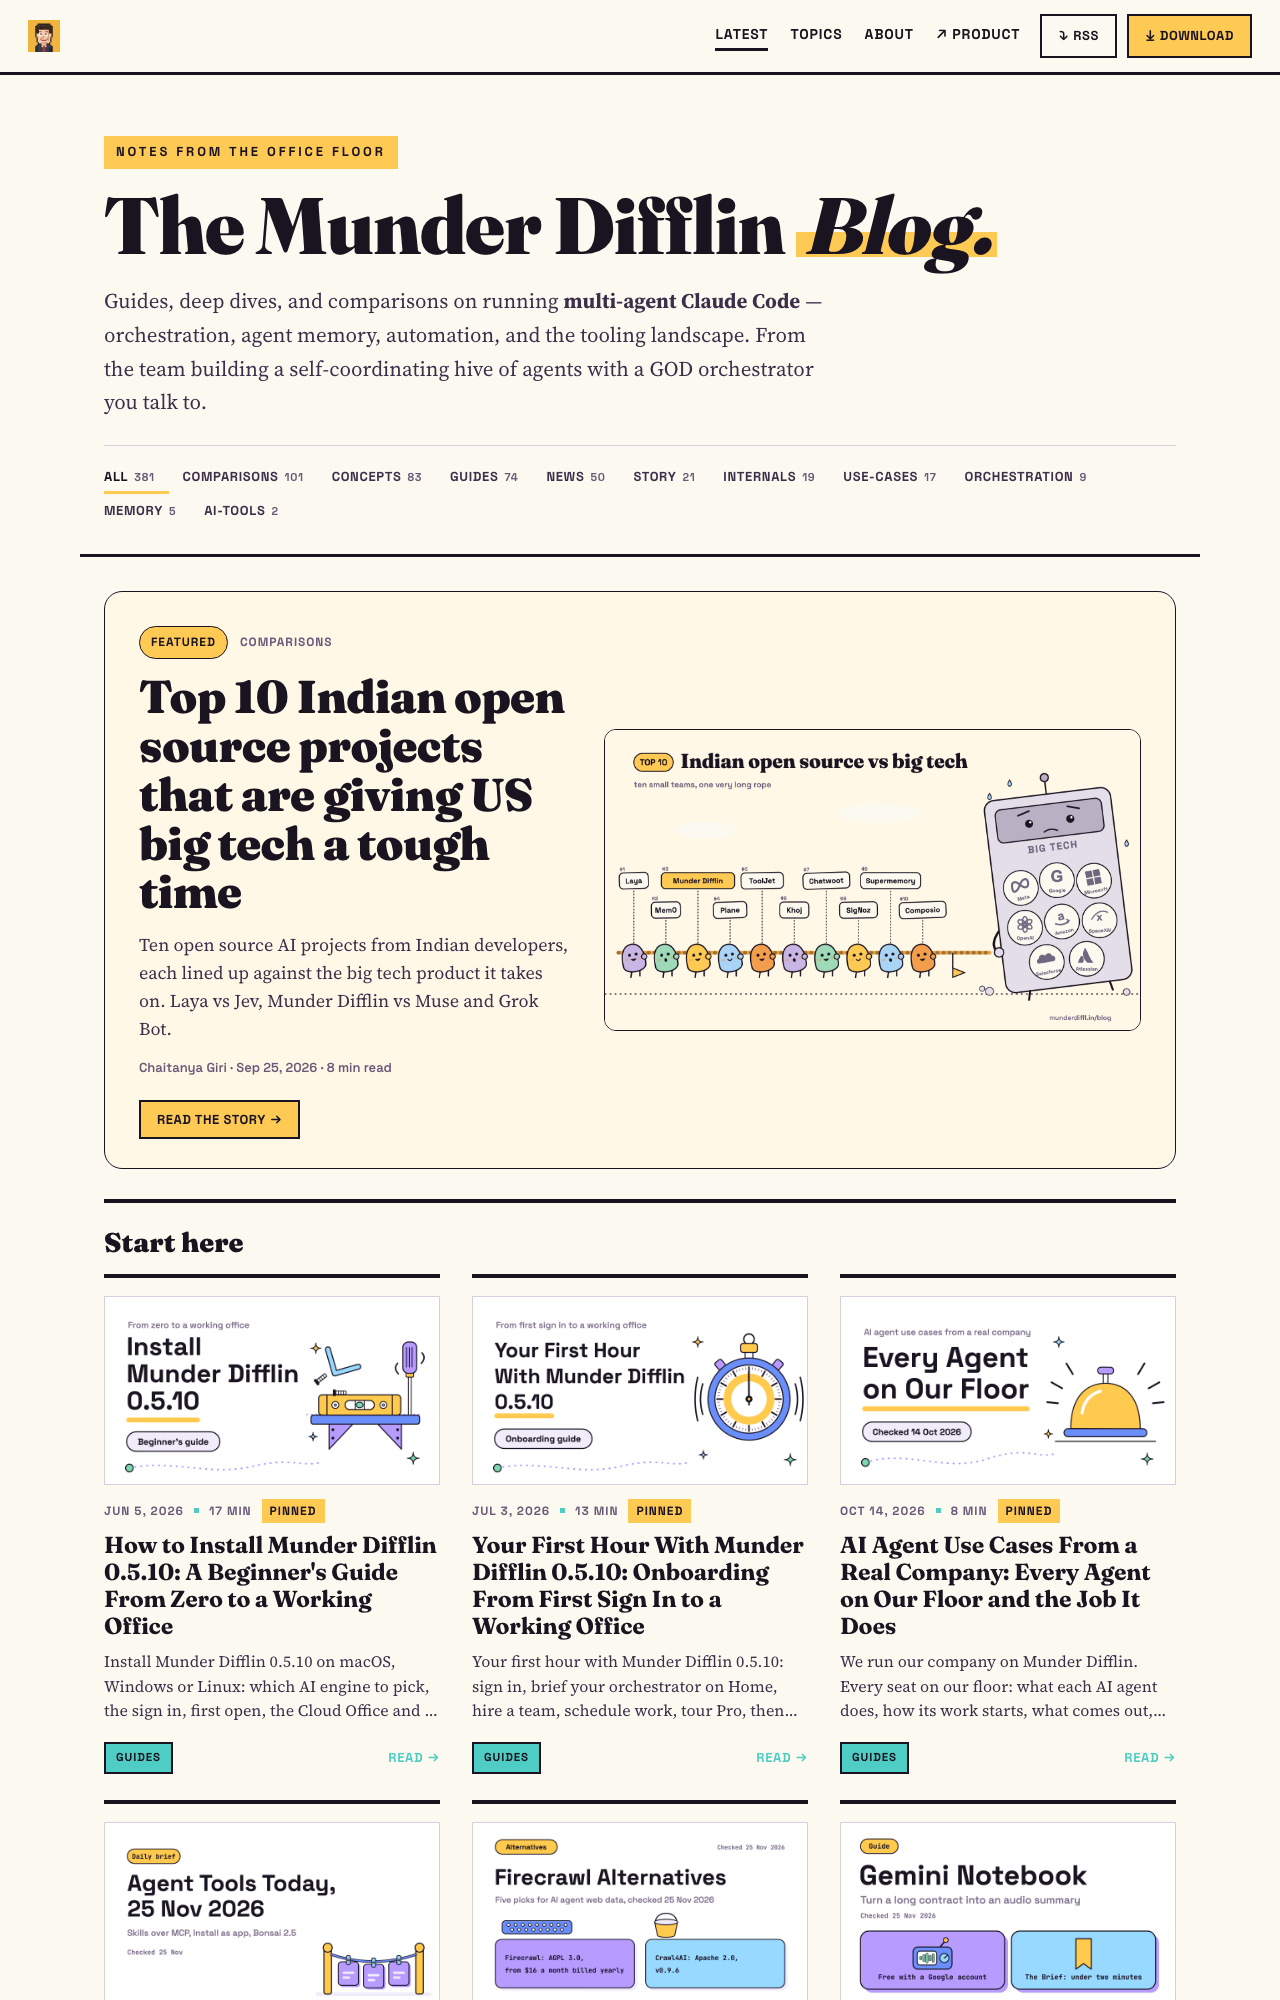 LATEST TOPICS ABOUT ↗ PRODUCT ⤵ RSS ⤓ DOWNLOAD
NOTES FROM THE OFFICE FLOOR
The Munder Difflin Blog.
Guides, deep dives, and comparisons on running multi-agent Claude Code —
orchestration, agent memory, automation, and the tooling landscape. From
the team building a self-coordinating hive of agents with a GOD orchestrator
you talk to.
ALL 381 COMPARISONS 101 CONCEPTS 83 GUIDES 74 NEWS 50 STORY 21 INTERNALS 19 USE-CASES 17 ORCHESTRATION 9
MEMORY 5 AI-TOOLS 2
FEATURED COMPARISONS
Top 10 Indian open
source projects
that are giving US
big tech a tough
time
Ten open source AI projects from Indian developers,
each lined up against the big tech product it takes
on. Laya vs Jev, Munder Difflin vs Muse and Grok
Bot.
Chaitanya Giri · Sep 25, 2026 · 8 min read
READ THE STORY →
TOP 10 Indian open source vs big tech
ten small teams, one very long rope
BIG TECH
#1 Laya #3 Munder Difflin #5 ToolJet #7 Chatwoot #9 Supermemory
#2 Mem0 #4 Plane #6 Khoj #8 SigNoz #10 Composio
Meta Google Microsoft
OpenAI Amazon SpaceXAI
Salesforce Atlassian
munderdiffl.in/blog
Start here
From zero to a working office
Install
Munder Difflin
0.5.10
Beginner's guide
JUN 5, 2026 17 MIN PINNED
How to Install Munder Difflin
0.5.10: A Beginner's Guide
From Zero to a Working
Office
Install Munder Difflin 0.5.10 on macOS,
Windows or Linux: which AI engine to pick,
the sign in, first open, the Cloud Office and ...
GUIDES READ →
From first sign in to a working office
Your First Hour
With Munder Difflin
0.5.10
Onboarding guide
JUL 3, 2026 13 MIN PINNED
Your First Hour With Munder
Difflin 0.5.10: Onboarding
From First Sign In to a
Working Office
Your first hour with Munder Difflin 0.5.10:
sign in, brief your orchestrator on Home,
hire a team, schedule work, tour Pro, then...
GUIDES READ →
AI agent use cases from a real company
Every Agent
on Our Floor
Checked 14 Oct 2026
OCT 14, 2026 8 MIN PINNED
AI Agent Use Cases From a
Real Company: Every Agent
on Our Floor and the Job It
Does
We run our company on Munder Difflin.
Every seat on our floor: what each AI agent
does, how its work starts, what comes out,...
GUIDES READ →
Daily brief
Agent Tools Today,
25 Nov 2026
Skills over MCP, Install as app, Bonsai 2.5
Checked 25 Nov
Alternatives Checked 25 Nov 2026
Firecrawl Alternatives
Five picks for AI agent web data, checked 25 Nov 2026
Firecrawl: AGPL 3.0,
from $16 a month billed yearly
Crawl4AI: Apache 2.0,
v0.9.6
Guide
Gemini Notebook
Turn a long contract into an audio summary
Checked 25 Nov 2026
Free with a Google account
The Brief: under two minutes